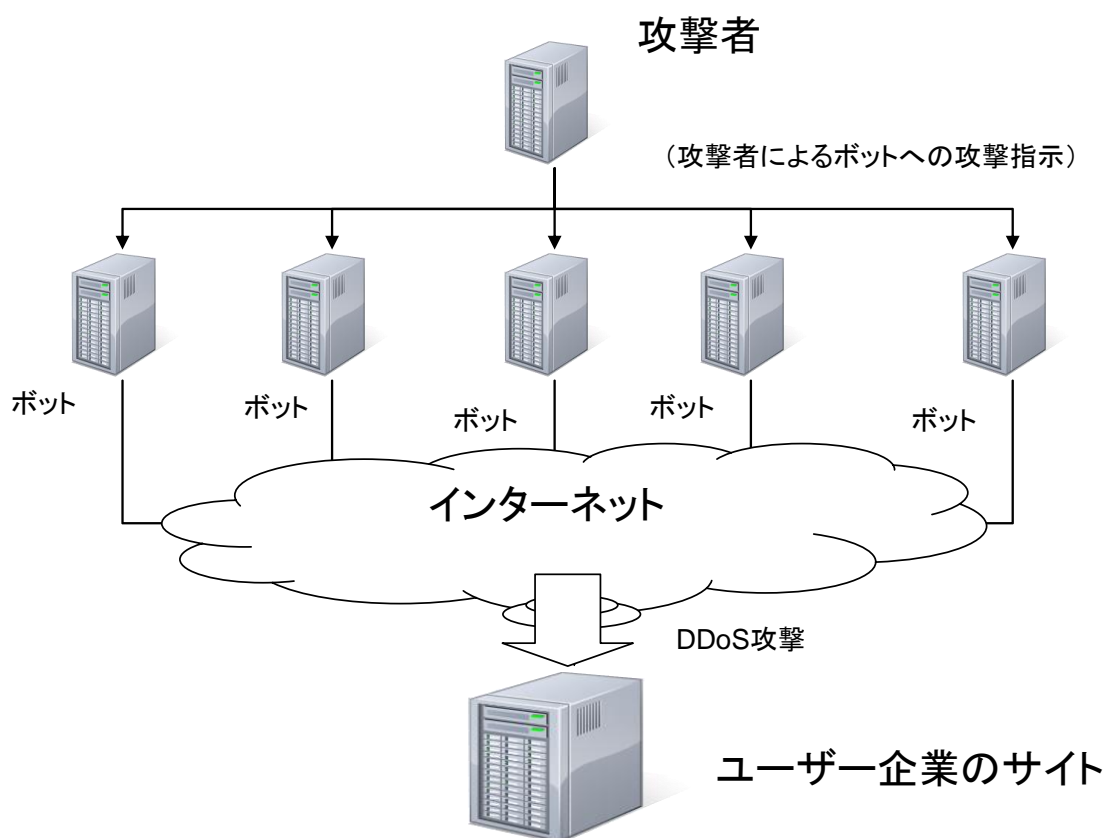 攻撃者
（攻撃者によるボットへの攻撃指示）
ボット
ボット
ボット
ボット
ボット
インターネット
DDoS攻撃
ユーザー企業のサイト